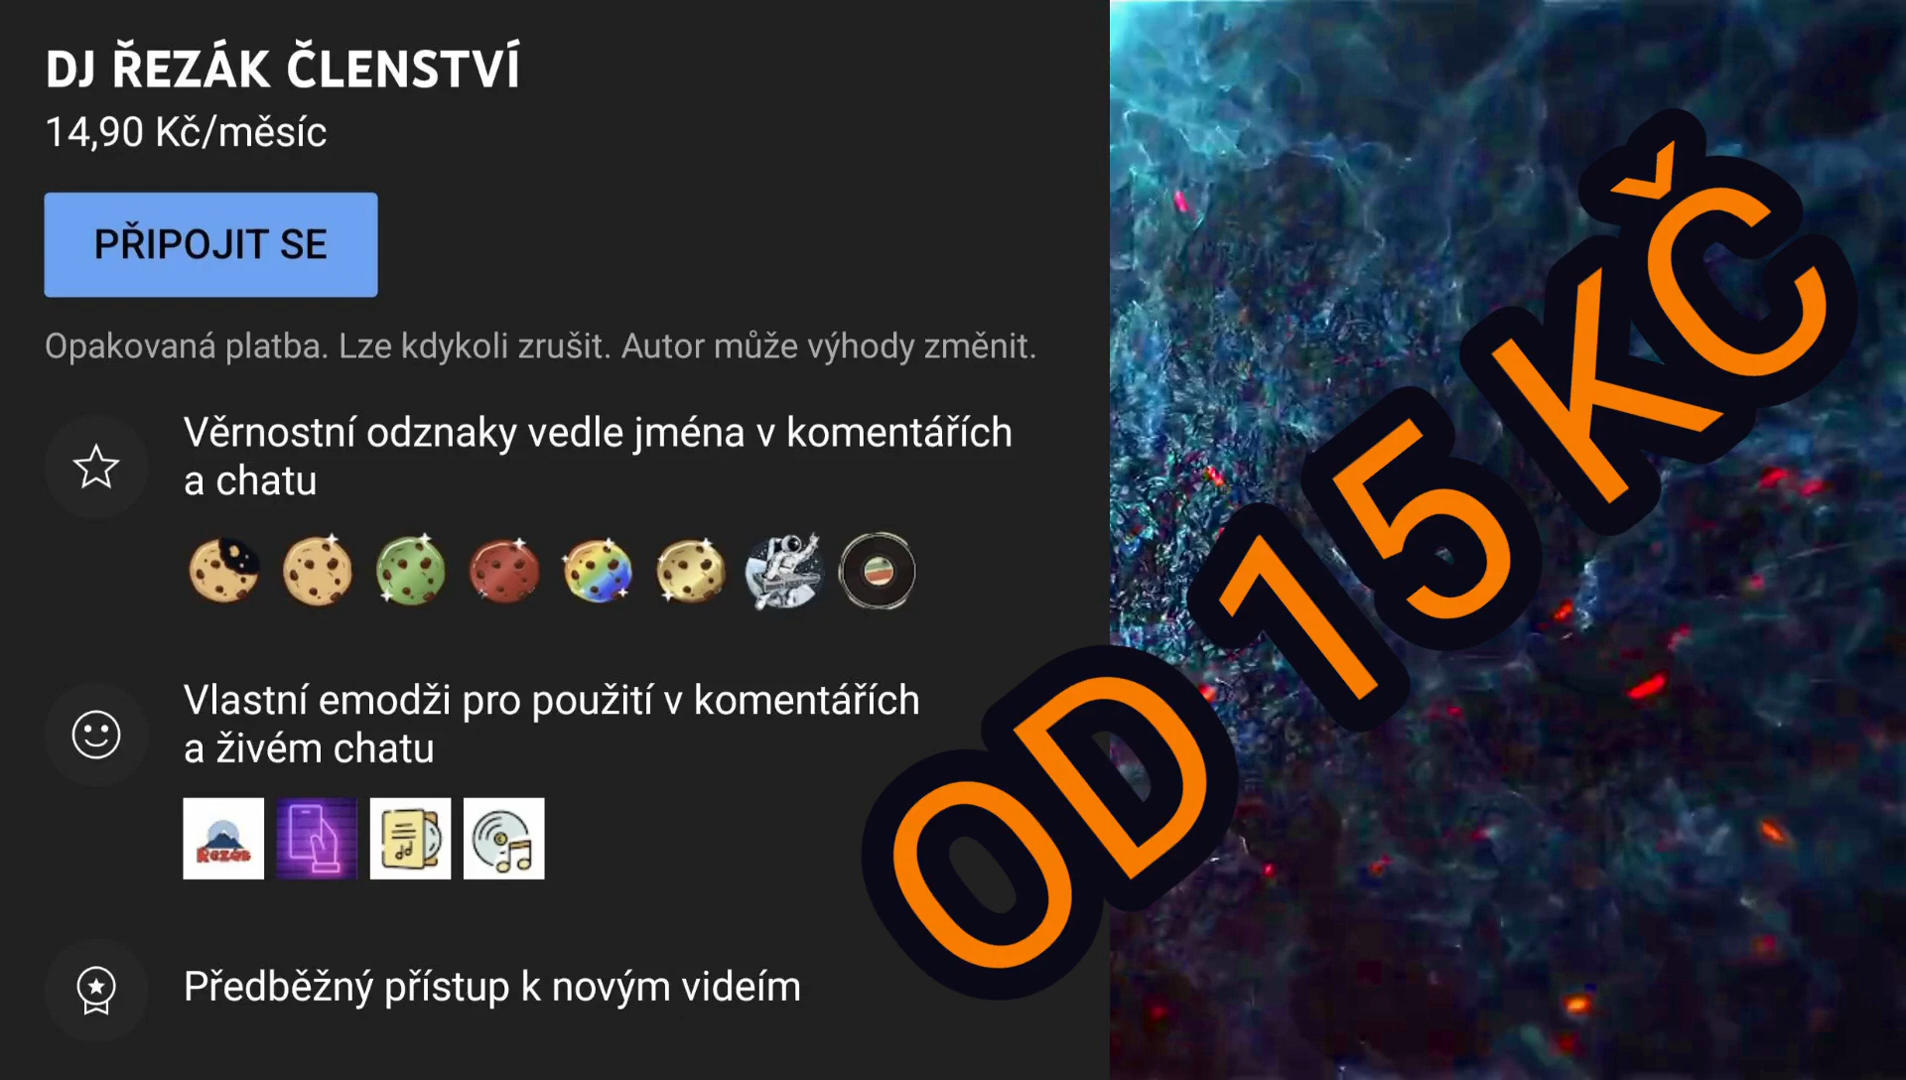 DJ ŘEZÁK ČLENSTVÍ
14,90 Kč/měsíc
PŘIPOJIT SE
Opakovaná platba. Lze kdykoli zrušit. Autor může výhody změnit.
Věrnostní odznaky vedle jména v komentářích
a chatu
Vlastní emodži pro použití v komentářích
a živém chatu
Rezák
Předběžný přístup k novým videím
OD 15 KČ